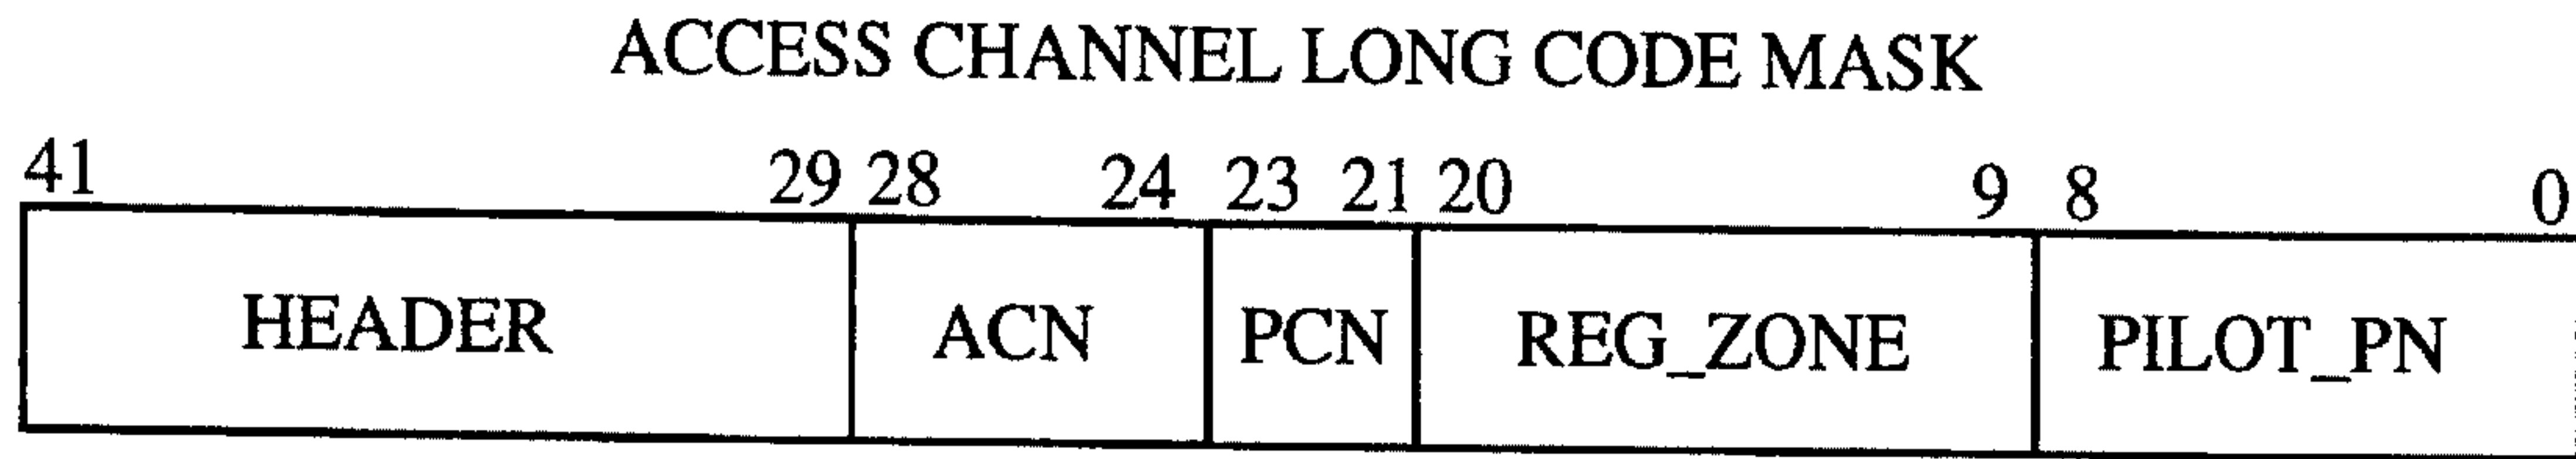 ACCESS CHANNEL LONG CODE MASK
41 29 28 24 23 21 20 9 8 0
HEADER ACN PCN REG_ZONE PILOT_PN